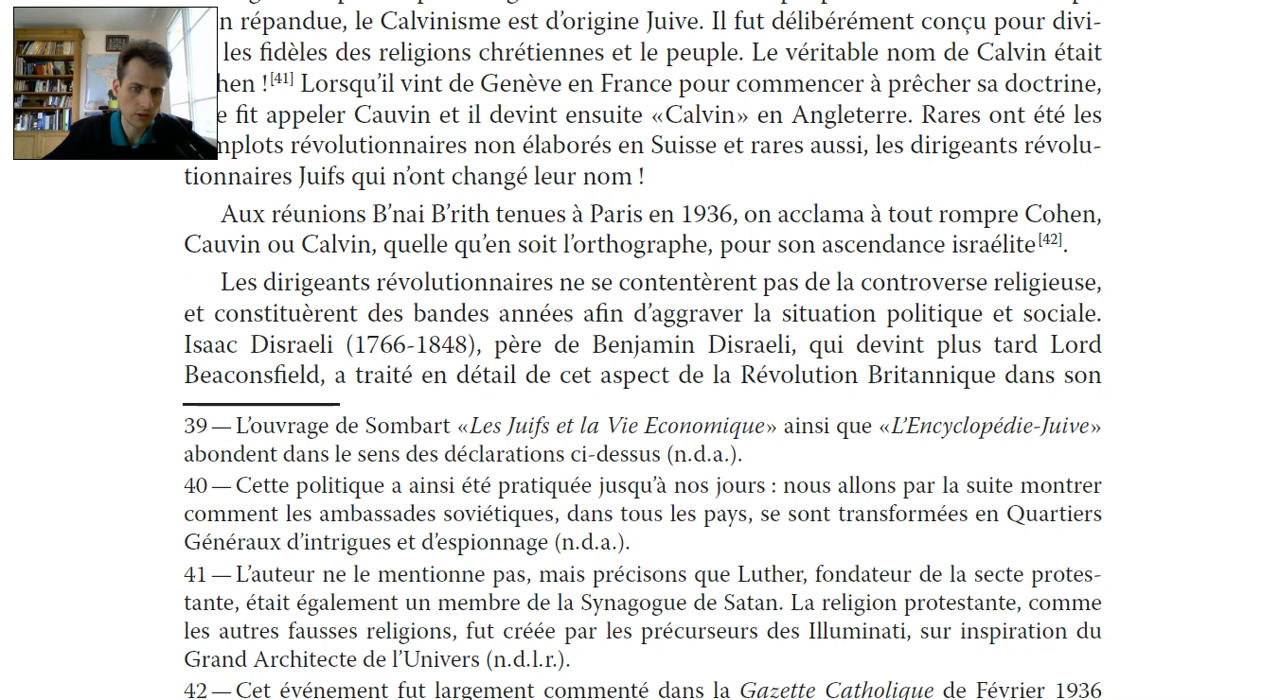 n répandue, le Calvinisme est d’origine Juive. Il fut délibérément conçu pour divi-
les fidèles des religions chrétiennes et le peuple. Le véritable nom de Calvin était
hen ![41] Lorsqu’il vint de Genève en France pour commencer à prêcher sa doctrine,
e fit appeler Cauvin et il devint ensuite «Calvin» en Angleterre. Rares ont été les
mplots révolutionnaires non élaborés en Suisse et rares aussi, les dirigeants révolu-
tionnaires Juifs qui n’ont changé leur nom !
Aux réunions B’nai B’rith tenues à Paris en 1936, on acclama à tout rompre Cohen,
Cauvin ou Calvin, quelle qu’en soit l’orthographe, pour son ascendance israélite[42].
Les dirigeants révolutionnaires ne se contentèrent pas de la controverse religieuse,
et constituèrent des bandes années afin d’aggraver la situation politique et sociale.
Isaac Disraeli (1766-1848), père de Benjamin Disraeli, qui devint plus tard Lord
Beaconsfield, a traité en détail de cet aspect de la Révolution Britannique dans son
39 — L’ouvrage de Sombart «Les Juifs et la Vie Economique» ainsi que «L’Encyclopédie-Juive»
abondent dans le sens des déclarations ci-dessus (n.d.a.).
40 — Cette politique a ainsi été pratiquée jusqu’à nos jours : nous allons par la suite montrer
comment les ambassades soviétiques, dans tous les pays, se sont transformées en Quartiers
Généraux d’intrigues et d’espionnage (n.d.a.).
41 — L’auteur ne le mentionne pas, mais précisons que Luther, fondateur de la secte protes-
tante, était également un membre de la Synagogue de Satan. La religion protestante, comme
les autres fausses religions, fut créée par les précurseurs des Illuminati, sur inspiration du
Grand Architecte de l’Univers (n.d.l.r.).
42 — Cet événement fut largement commenté dans la Gazette Catholique de Février 1936